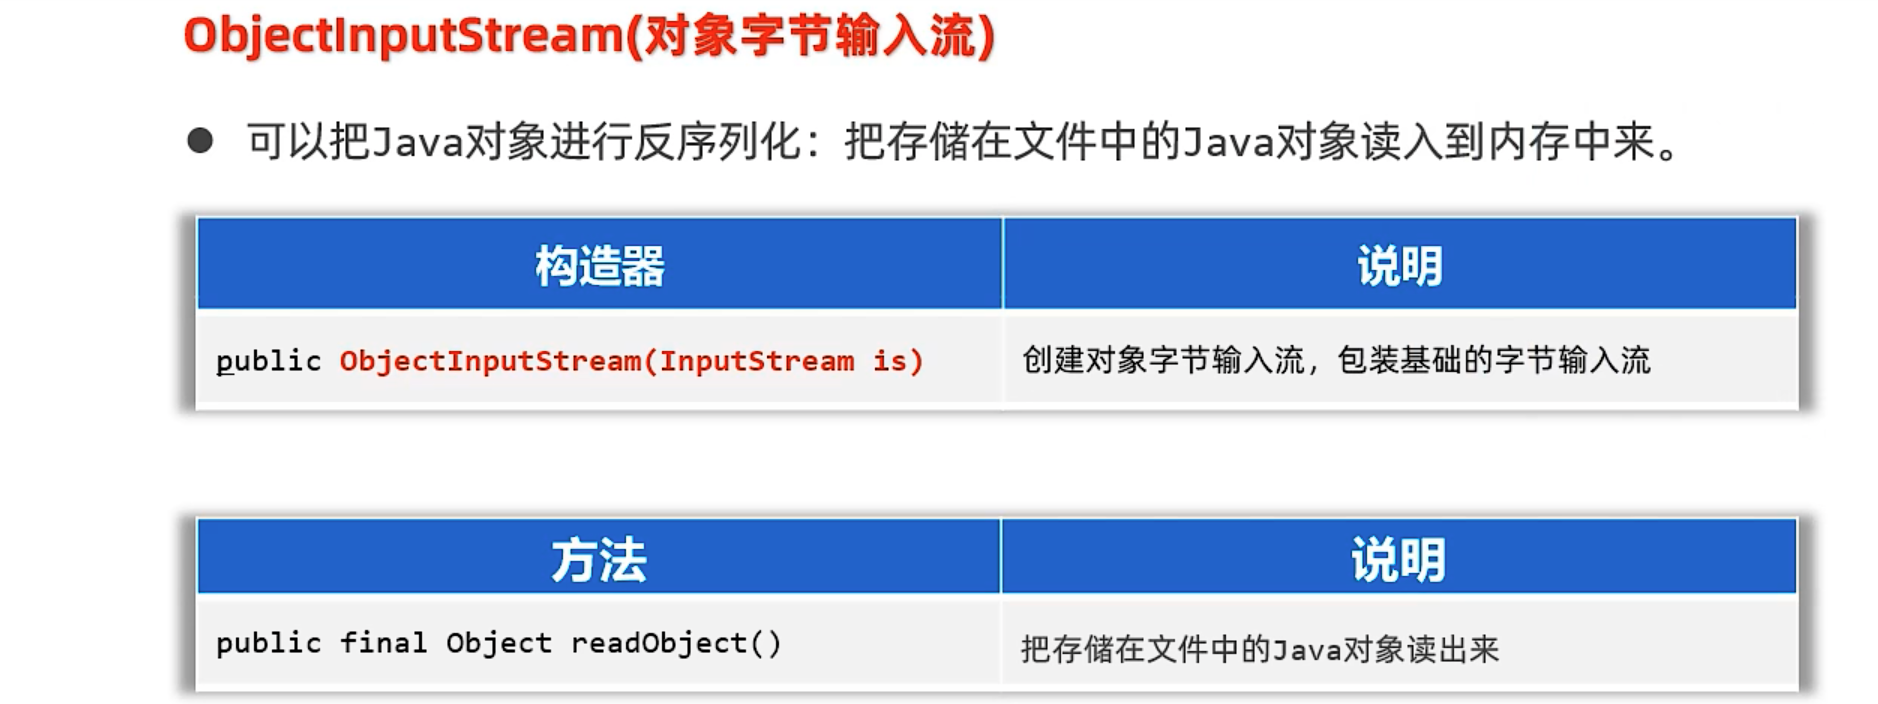 ObjectInputStream(对象字节输入流)
● 可以把Java对象进行反序列化：把存储在文件中的Java对象读入到内存中来。
构造器 说明
public ObjectInputStream(InputStream is) 创建对象字节输入流，包装基础的字节输入流
方法 说明
public final Object readObject() 把存储在文件中的Java对象读出来